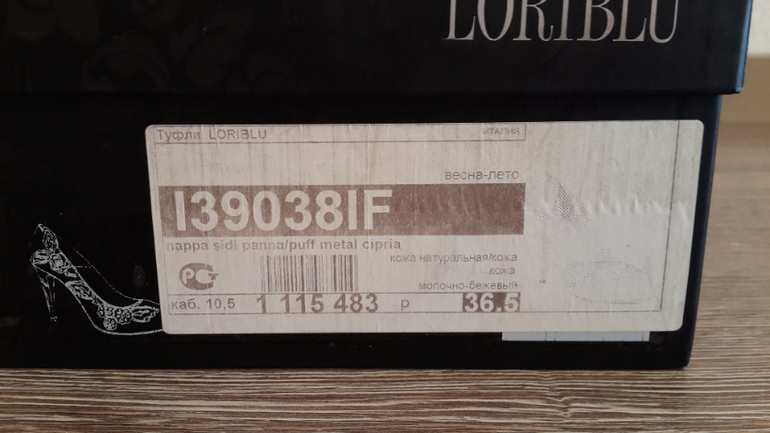 LORIBLU
Туфли LORIBLU ИТАЛИЯ
весна-лето
I39038IF
nappa sidi panna/puff metal cipria
кожа натуральная/кожа
кожа
молочно-бежевый
РСТ
каб. 10,5 1 115 483 р 36.5